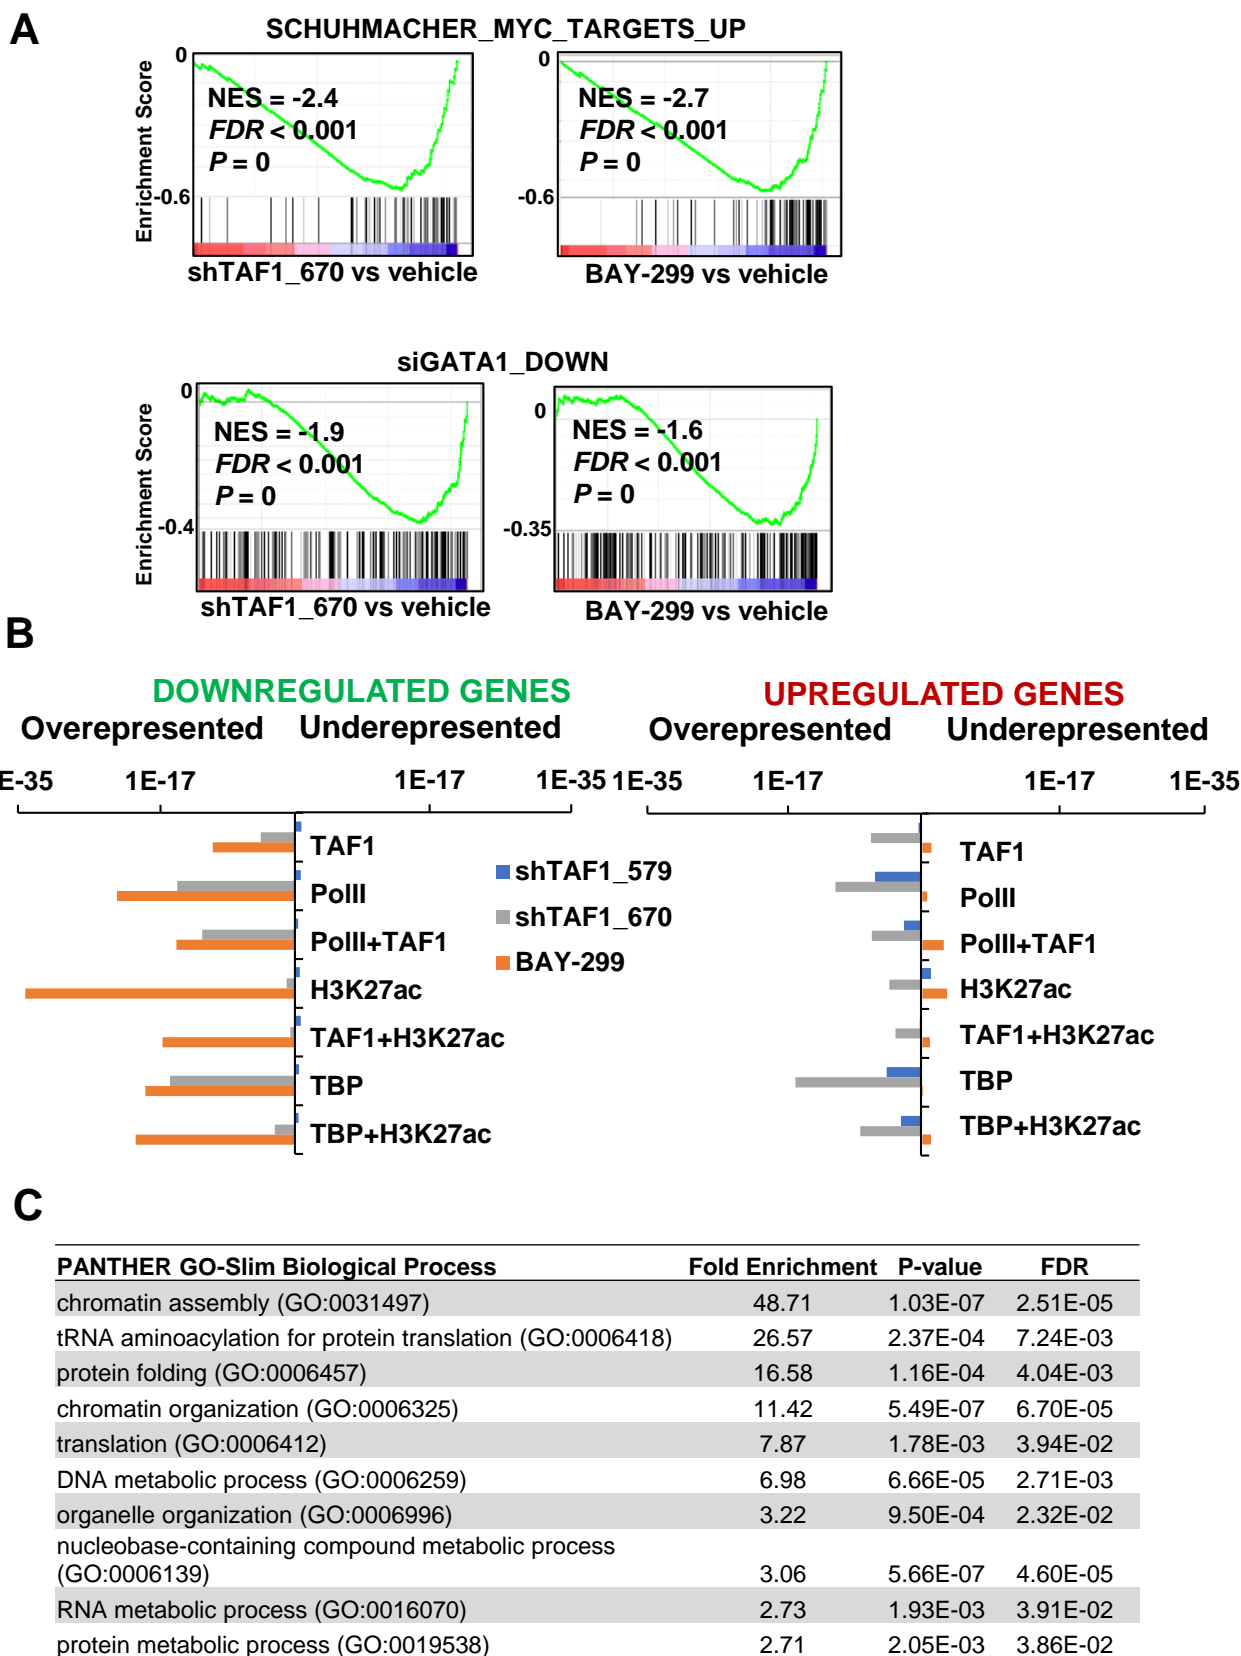 A
SCHUHMACHER_MYC_TARGETS_UP
Enrichment Score
0
-0.6
NES = -2.4
FDR < 0.001
P = 0
shTAF1_670 vs vehicle
0
-0.6
NES = -2.7
FDR < 0.001
P = 0
BAY-299 vs vehicle
siGATA1_DOWN
Enrichment Score
0
-0.4
NES = -1.9
FDR < 0.001
P = 0
shTAF1_670 vs vehicle
0
-0.35
NES = -1.6
FDR < 0.001
P = 0
BAY-299 vs vehicle
B
DOWNREGULATED GENES
Overepresented Underepresented
E-35 1E-17 1E-17 1E-35
TAF1
PolII
PolII+TAF1
H3K27ac
TAF1+H3K27ac
TBP
TBP+H3K27ac
shTAF1_579
shTAF1_670
BAY-299
UPREGULATED GENES
Overepresented Underepresented
1E-35 1E-17 1E-17 1E-35
TAF1
PolII
PolII+TAF1
H3K27ac
TAF1+H3K27ac
TBP
TBP+H3K27ac
C
PANTHER GO-Slim Biological Process Fold Enrichment P-value FDR
chromatin assembly (GO:0031497) 48.71 1.03E-07 2.51E-05
tRNA aminoacylation for protein translation (GO:0006418) 26.57 2.37E-04 7.24E-03
protein folding (GO:0006457) 16.58 1.16E-04 4.04E-03
chromatin organization (GO:0006325) 11.42 5.49E-07 6.70E-05
translation (GO:0006412) 7.87 1.78E-03 3.94E-02
DNA metabolic process (GO:0006259) 6.98 6.66E-05 2.71E-03
organelle organization (GO:0006996) 3.22 9.50E-04 2.32E-02
nucleobase-containing compound metabolic process
(GO:0006139) 3.06 5.66E-07 4.60E-05
RNA metabolic process (GO:0016070) 2.73 1.93E-03 3.91E-02
protein metabolic process (GO:0019538) 2.71 2.05E-03 3.86E-02